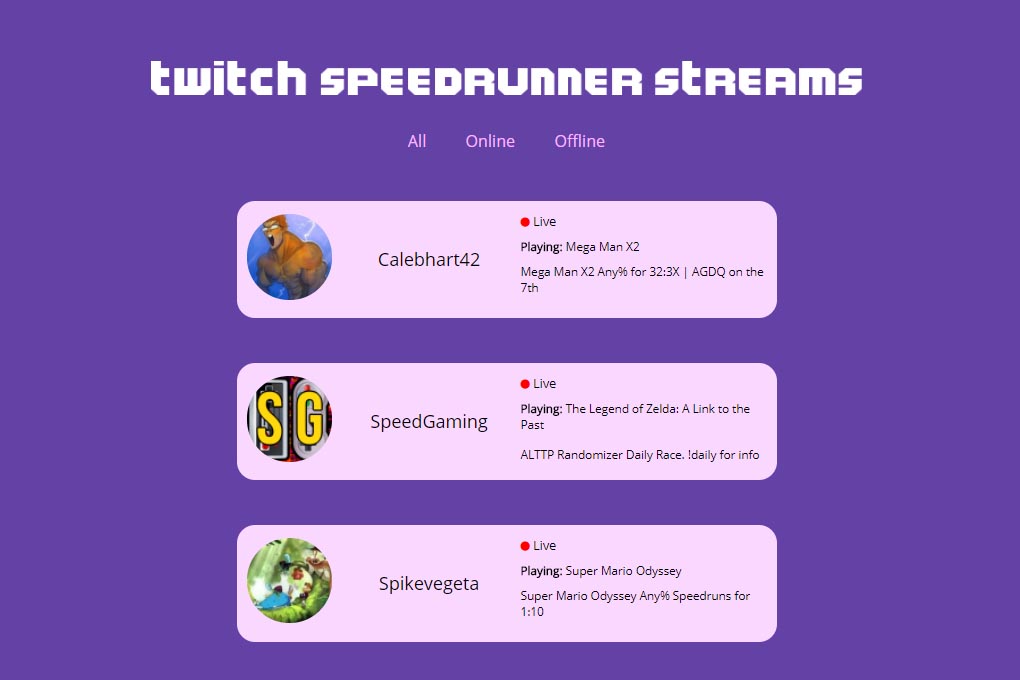 twitch SPEEDRUNNER STREAMS
All Online Offline
Live
Playing: Mega Man X2
Calebhart42
Mega Man X2 Any% for 32:3X | AGDQ on the
7th
Live
Playing: The Legend of Zelda: A Link to the
Past
SG
SpeedGaming
ALTTP Randomizer Daily Race. !daily for info
Live
Playing: Super Mario Odyssey
Spikevegeta
Super Mario Odyssey Any% Speedruns for
1:10